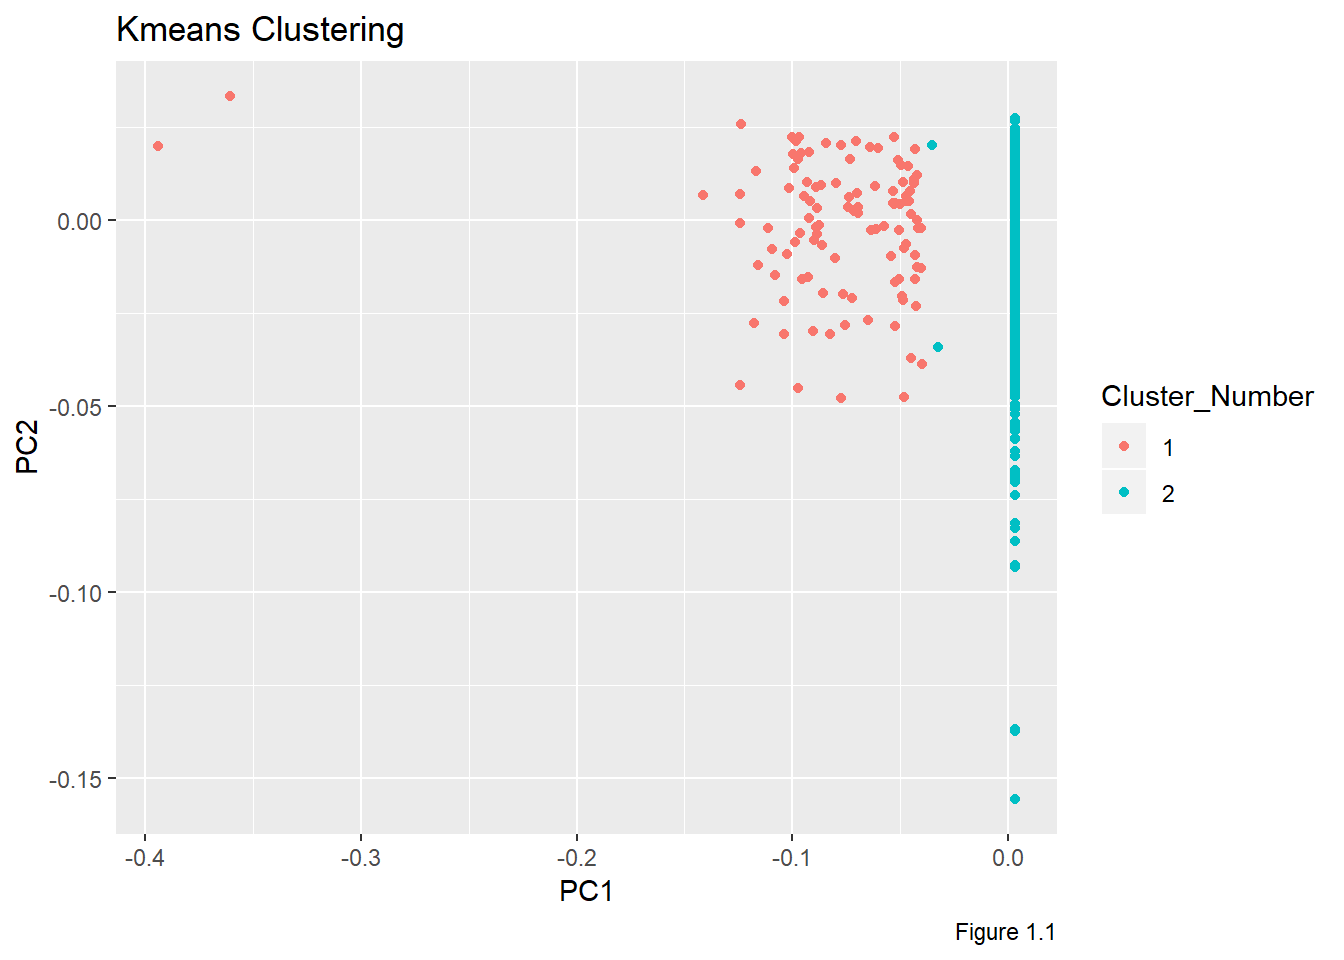 Kmeans Clustering
0.00
-0.05
-0.10
-0.15
PC2
-0.4
-0.3
-0.2
-0.1
0.0
PC1
Cluster_Number
1
2
Figure 1.1